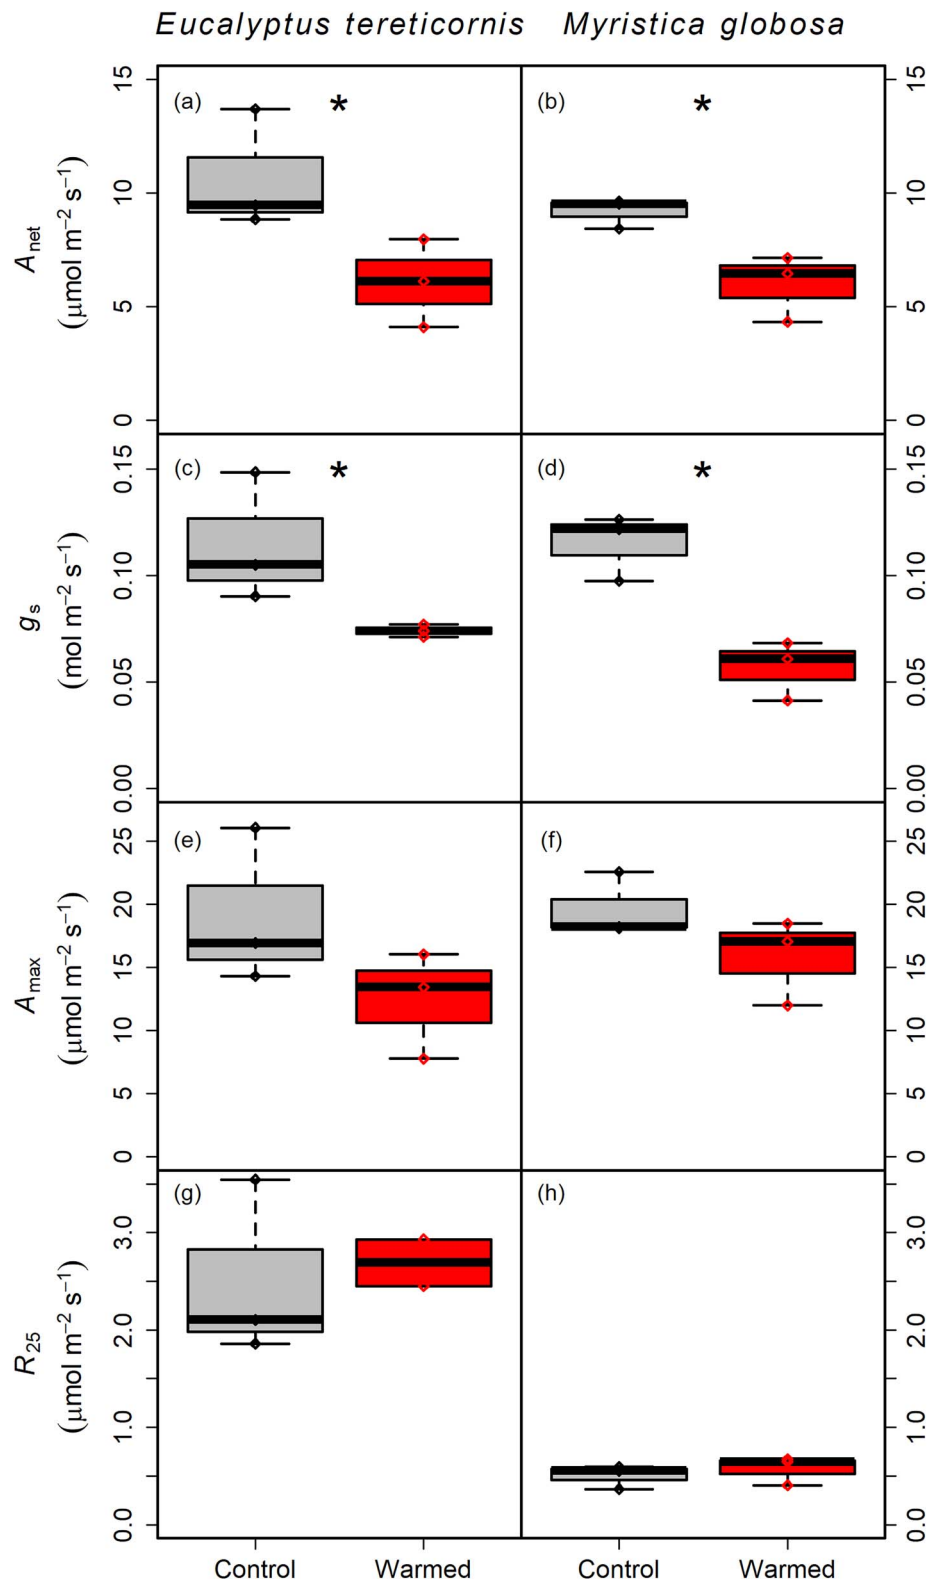 Eucalyptus tereticornis Myristica globosa
(a) * (b) *
15 10 5 0
A_net (μmol m⁻² s⁻¹)
15 10 5 0
(c) * (d) *
0.15 0.10 0.05 0.00
g_s (mol m⁻² s⁻¹)
0.15 0.10 0.05 0.00
(e) (f)
25 20 15 10 5 0
A_max (μmol m⁻² s⁻¹)
25 20 15 10 5 0
(g) (h)
3.0 2.0 1.0 0.0
R_25 (μmol m⁻² s⁻¹)
3.0 2.0 1.0 0.0
Control Warmed Control Warmed